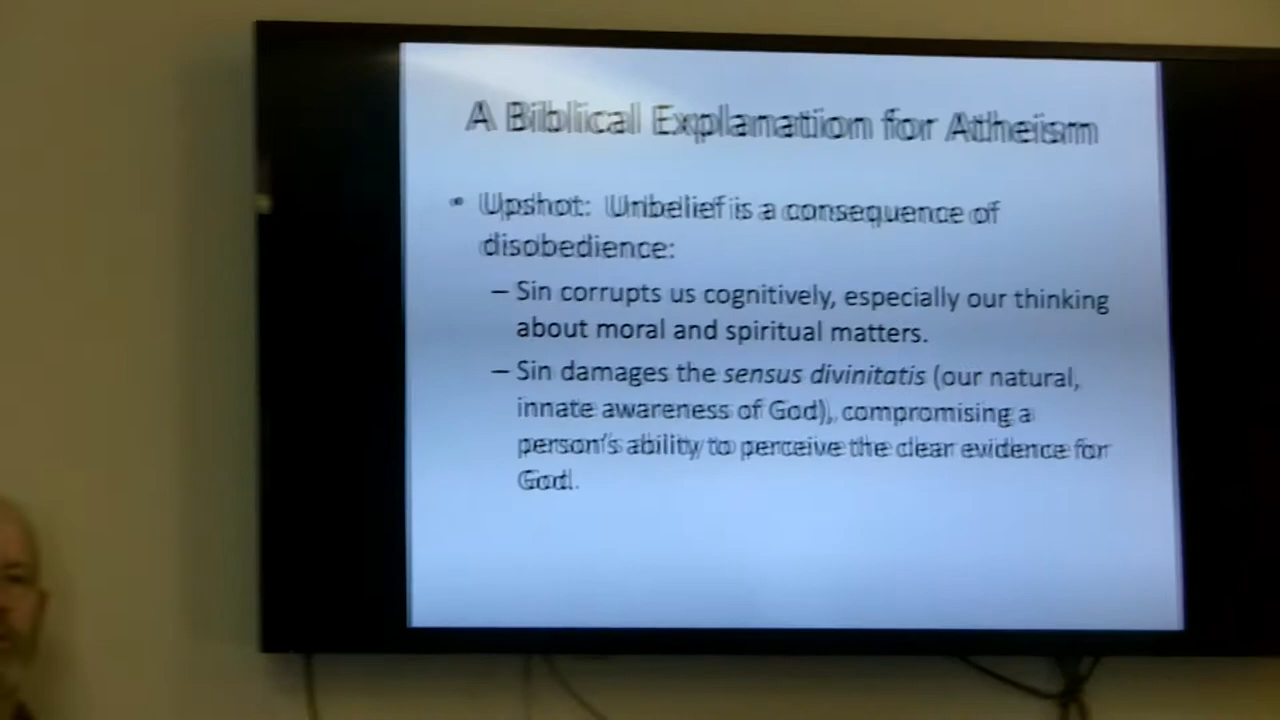 A Biblical Explanation for Atheism
• Upshot: Unbelief is a consequence of
disobedience:
– Sin corrupts us cognitively, especially our thinking
about moral and spiritual matters.
– Sin damages the sensus divinitatis (our natural,
innate awareness of God), compromising a
person's ability to perceive the clear evidence for
God.